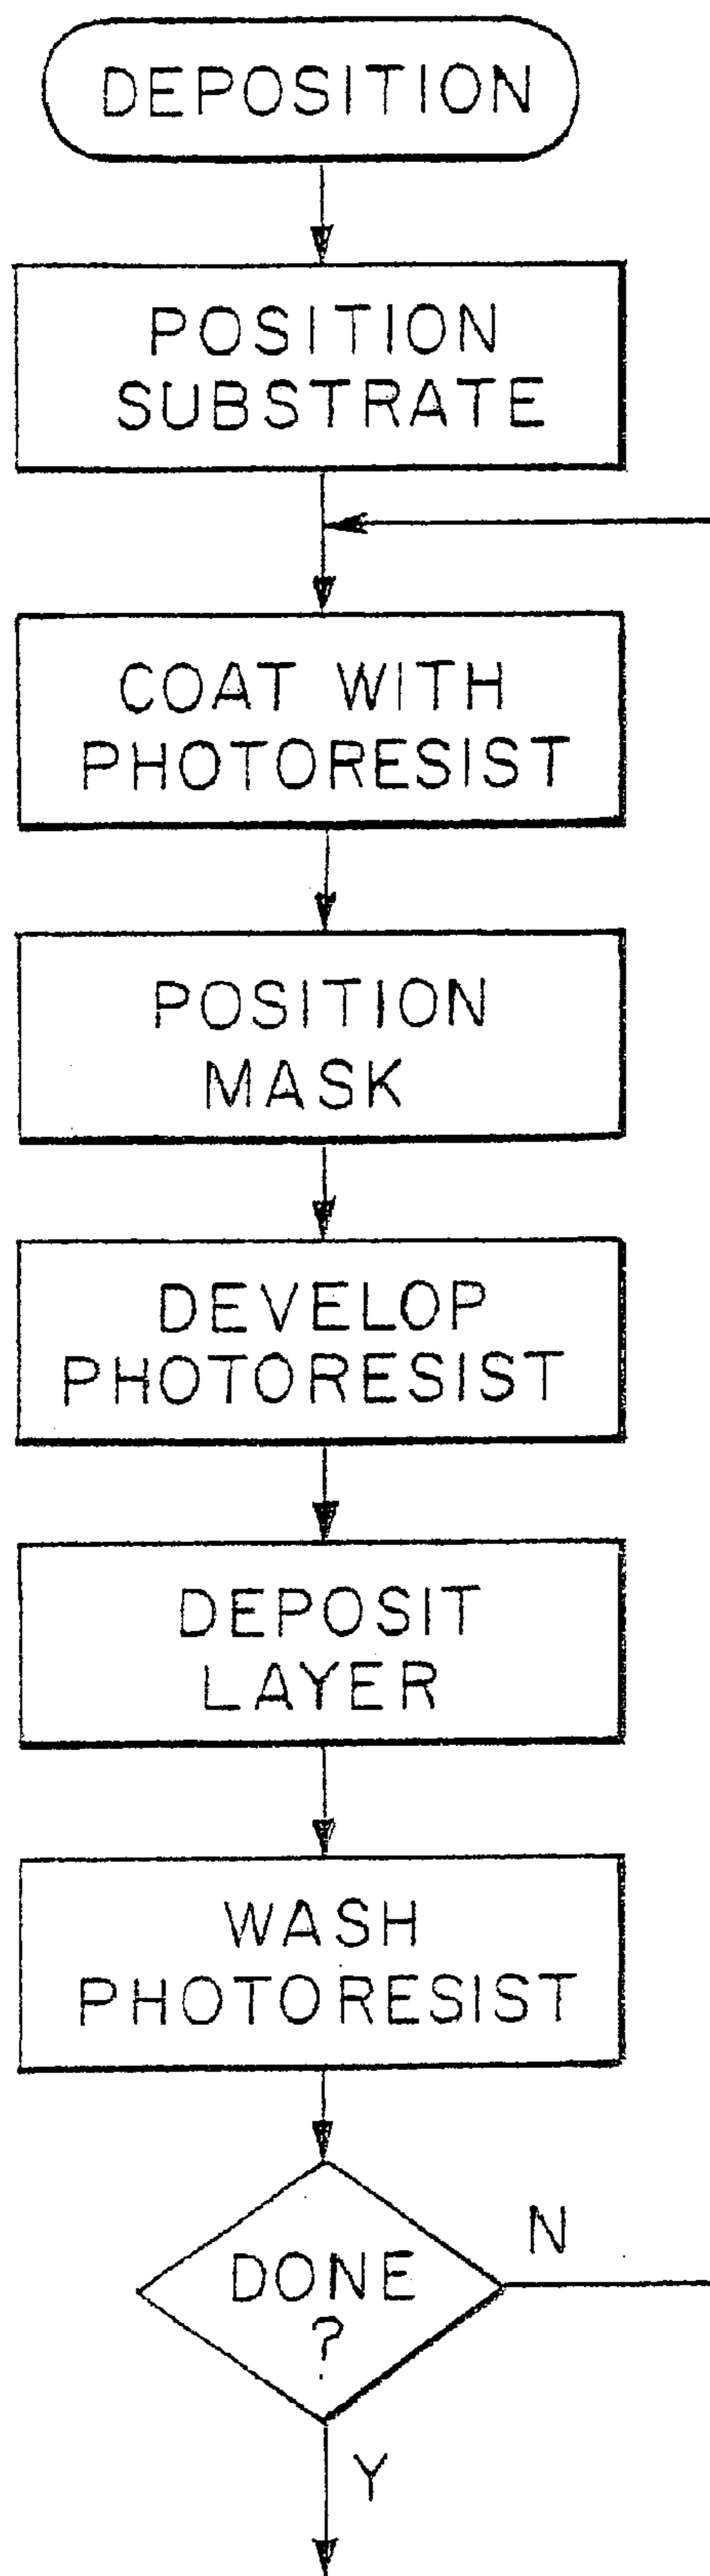 DEPOSITION
POSITION
SUBSTRATE
COAT WITH
PHOTORESIST
POSITION
MASK
DEVELOP
PHOTORESIST
DEPOSIT
LAYER
WASH
PHOTORESIST
N
DONE
?
Y